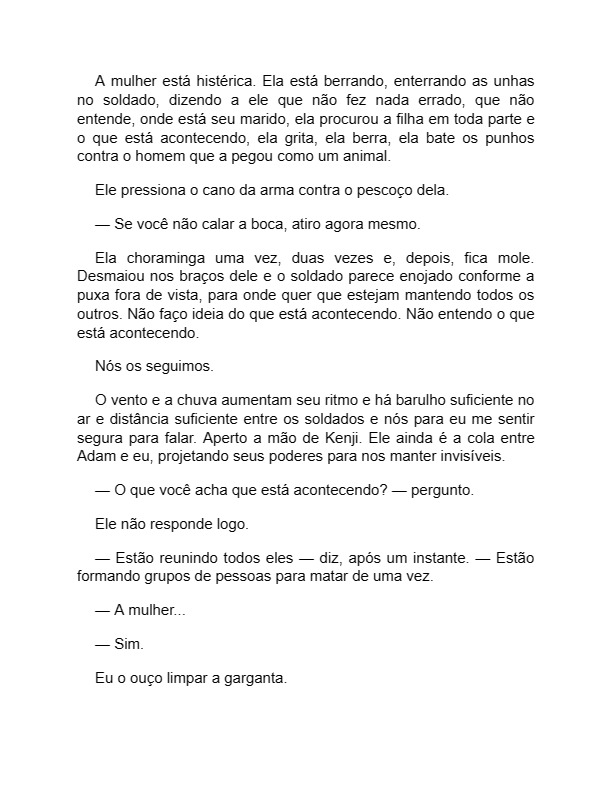 A mulher está histérica. Ela está berrando, enterrando as unhas
no soldado, dizendo a ele que não fez nada errado, que não
entende, onde está seu marido, ela procurou a filha em toda parte e
o que está acontecendo, ela grita, ela berra, ela bate os punhos
contra o homem que a pegou como um animal.
Ele pressiona o cano da arma contra o pescoço dela.
— Se você não calar a boca, atiro agora mesmo.
Ela choraminga uma vez, duas vezes e, depois, fica mole.
Desmaiou nos braços dele e o soldado parece enojado conforme a
puxa fora de vista, para onde quer que estejam mantendo todos os
outros. Não faço ideia do que está acontecendo. Não entendo o que
está acontecendo.
Nós os seguimos.
O vento e a chuva aumentam seu ritmo e há barulho suficiente no
ar e distância suficiente entre os soldados e nós para eu me sentir
segura para falar. Aperto a mão de Kenji. Ele ainda é a cola entre
Adam e eu, projetando seus poderes para nos manter invisíveis.
— O que você acha que está acontecendo? — pergunto.
Ele não responde logo.
— Estão reunindo todos eles — diz, após um instante. — Estão
formando grupos de pessoas para matar de uma vez.
— A mulher...
— Sim.
Eu o ouço limpar a garganta.